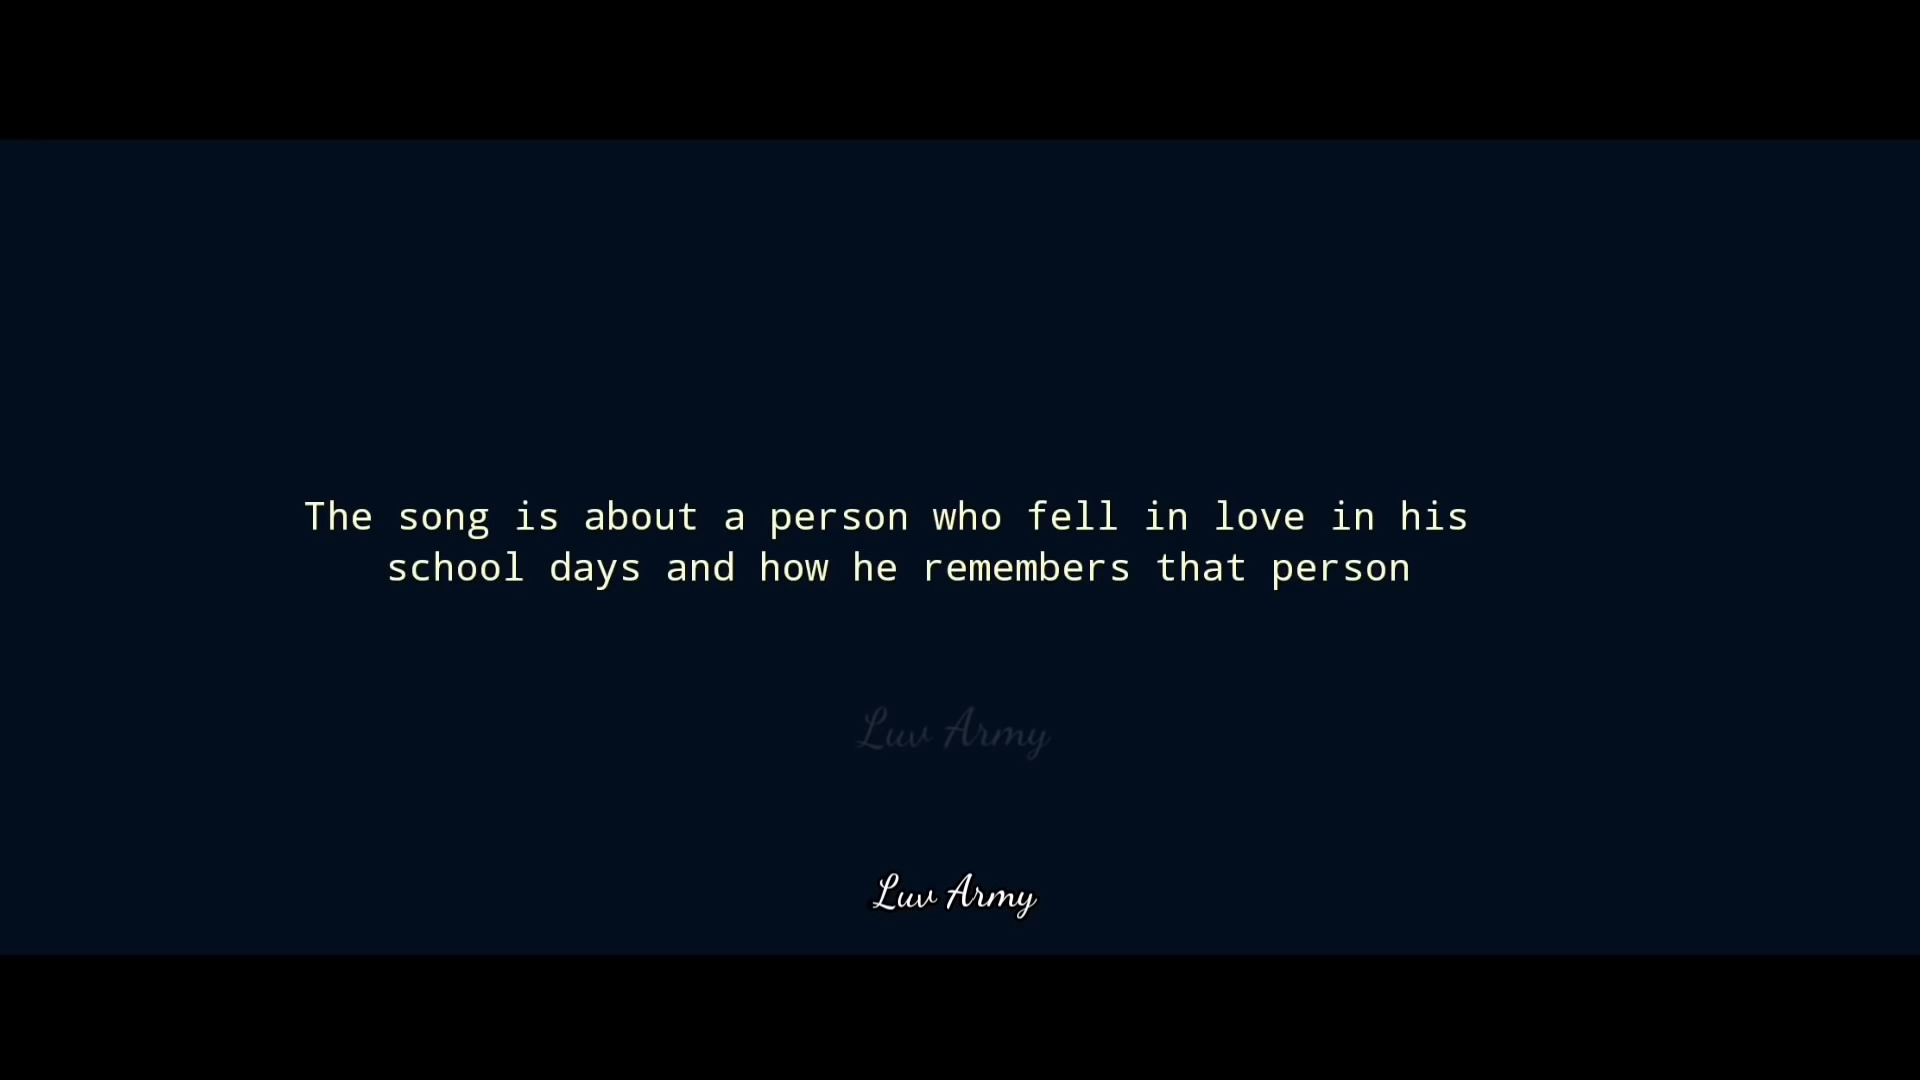 The song is about a person who fell in love in his
school days and how he remembers that person
Luv Army
Luv Army